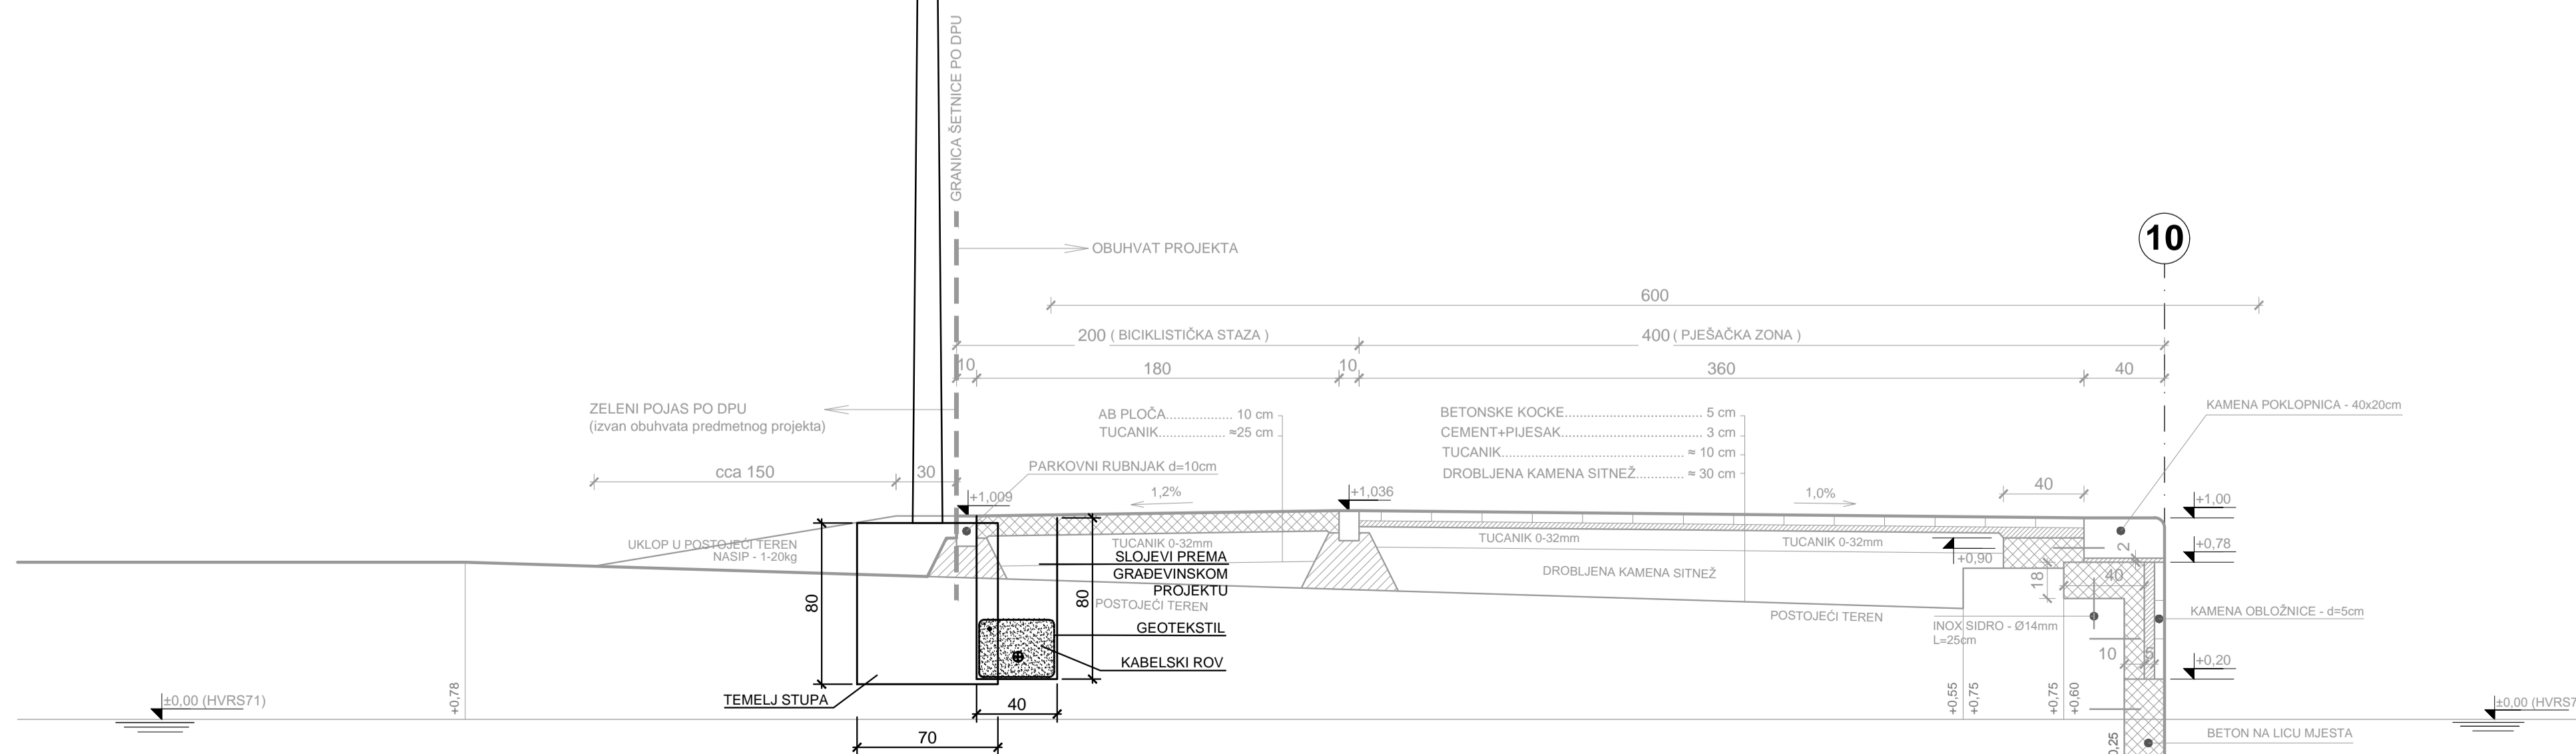 GRANICA ŠETNICE PO DPU
10
OBUHVAT PROJEKTA
600
200 ( BICIKLISTIČKA STAZA )
400 ( PJEŠAČKA ZONA )
10
180
10
360
40
ZELENI POJAS PO DPU
(izvan obuhvata predmetnog projekta)
AB PLOČA................. 10 cm
TUCANIK................. ≈25 cm
BETONSKE KOCKE................................... 5 cm
CEMENT+PIJESAK.................................... 3 cm
TUCANIK.............................................. ≈ 10 cm
DROBLJENA KAMENA SITNEŽ............ ≈ 30 cm
KAMENA POKLOPNICA - 40x20cm
cca 150
30
PARKOVNI RUBNJAK d=10cm
+1,009
1,2%
+1,036
1,0%
40
+1,00
UKLOP U POSTOJEĆI TEREN
NASIP - 1-20kg
TUCANIK 0-32mm
TUCANIK 0-32mm
TUCANIK 0-32mm
+0,90
2
+0,78
SLOJEVI PREMA
GRAĐEVINSKOM
PROJEKTU
DROBLJENA KAMENA SITNEŽ
18
40
80
80
POSTOJEĆI TEREN
POSTOJEĆI TEREN
KAMENA OBLOŽNICE - d=5cm
GEOTEKSTIL
INOX SIDRO - Ø14mm
L=25cm
KABELSKI ROV
10
5
+0,20
TEMELJ STUPA
±0,00 (HVRS71)
+0,78
40
+0,55
+0,75
+0,75
+0,60
±0,00 (HVRS7
70
0,25
BETON NA LICU MJESTA